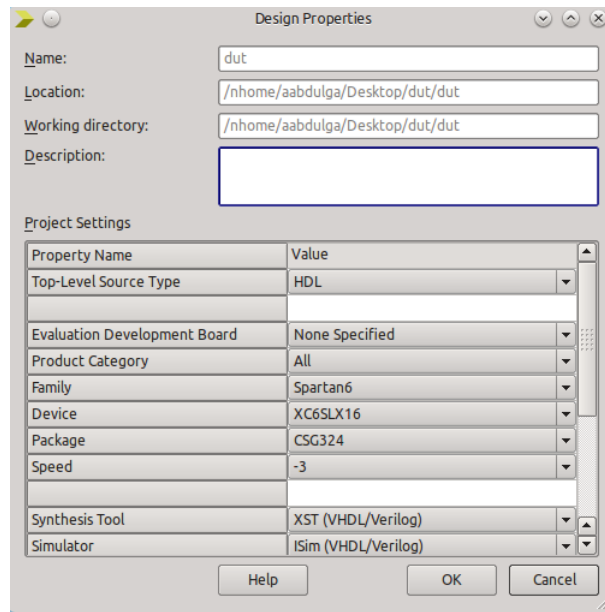 Design Properties
Name: dut
Location: /nhome/aabdulga/Desktop/dut/dut
Working directory: /nhome/aabdulga/Desktop/dut/dut
Description:
Project Settings
Property Name Value
Top-Level Source Type HDL
Evaluation Development Board None Specified
Product Category All
Family Spartan6
Device XC6SLX16
Package CSG324
Speed -3
Synthesis Tool XST (VHDL/Verilog)
Simulator ISim (VHDL/Verilog)
Help OK Cancel